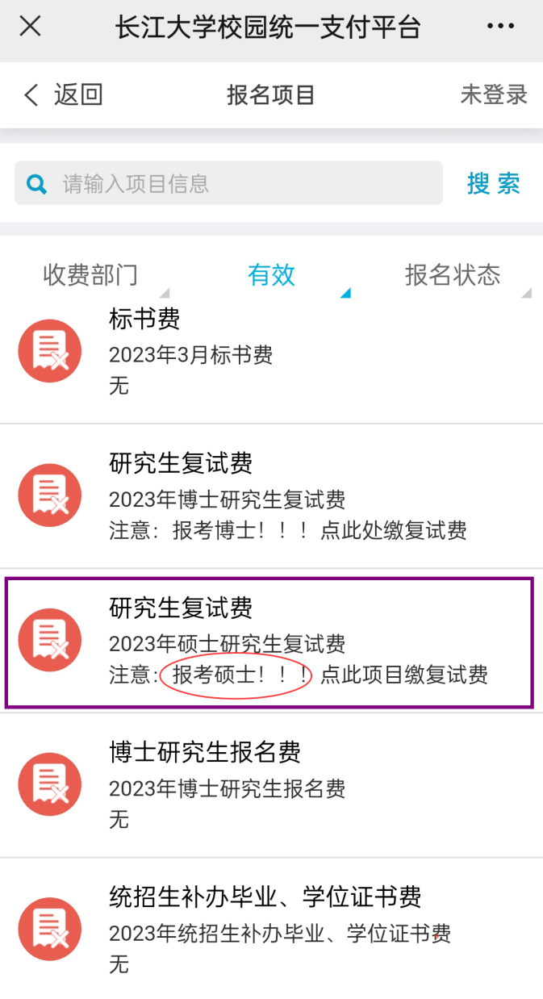 长江大学校园统一支付平台
返回 报名项目 未登录
请输入项目信息 搜 索
收费部门 有效 报名状态
标书费
2023年3月标书费
无
研究生复试费
2023年博士研究生复试费
注意：报考博士！！！点此处缴复试费
研究生复试费
2023年硕士研究生复试费
注意：报考硕士！！！点此项目缴复试费
博士研究生报名费
2023年博士研究生报名费
无
统招生补办毕业、学位证书费
2023年统招生补办毕业、学位证书费
无